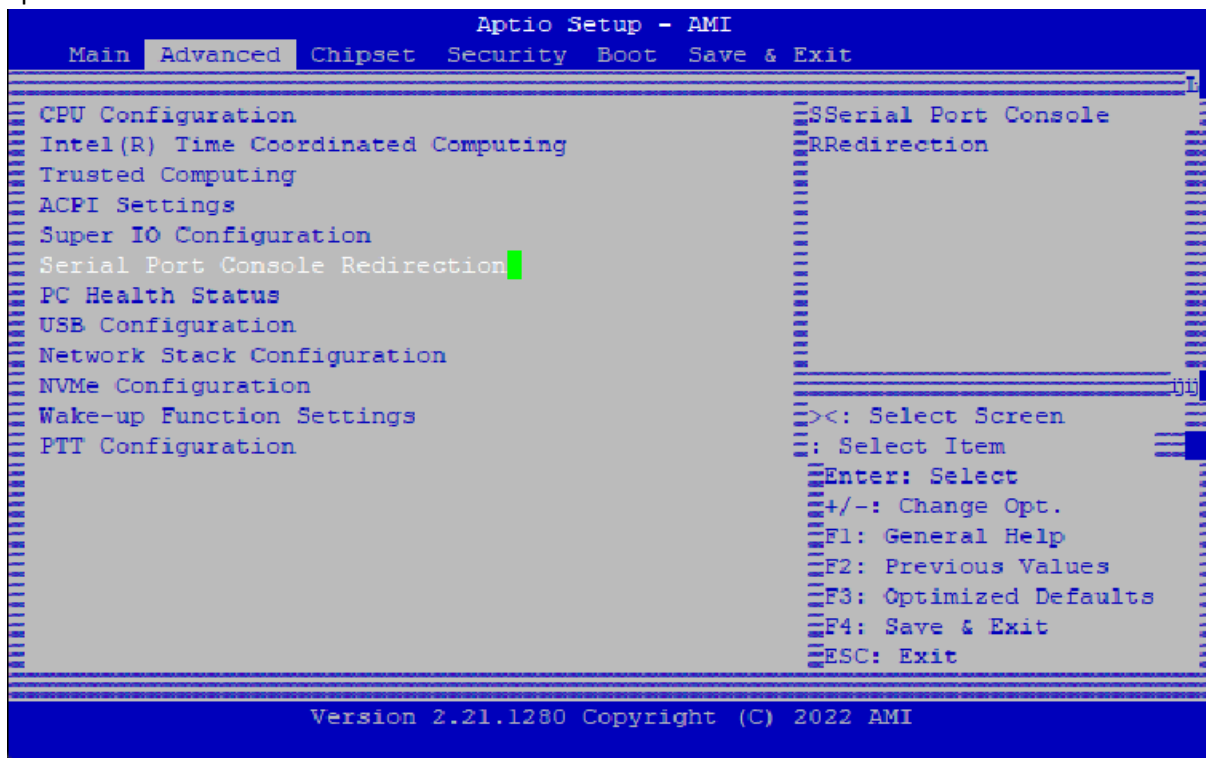 Aptio Setup - AMI
Main Advanced Chipset Security Boot Save & Exit
CPU Configuration
Intel(R) Time Coordinated Computing
Trusted Computing
ACPI Settings
Super IO Configuration
Serial Port Console Redirection
PC Health Status
USB Configuration
Network Stack Configuration
NVMe Configuration
Wake-up Function Settings
PTT Configuration
SSerial Port Console
RRedirection
><: Select Screen
: Select Item
Enter: Select
+/-: Change Opt.
F1: General Help
F2: Previous Values
F3: Optimized Defaults
F4: Save & Exit
ESC: Exit
Version 2.21.1280 Copyright (C) 2022 AMI